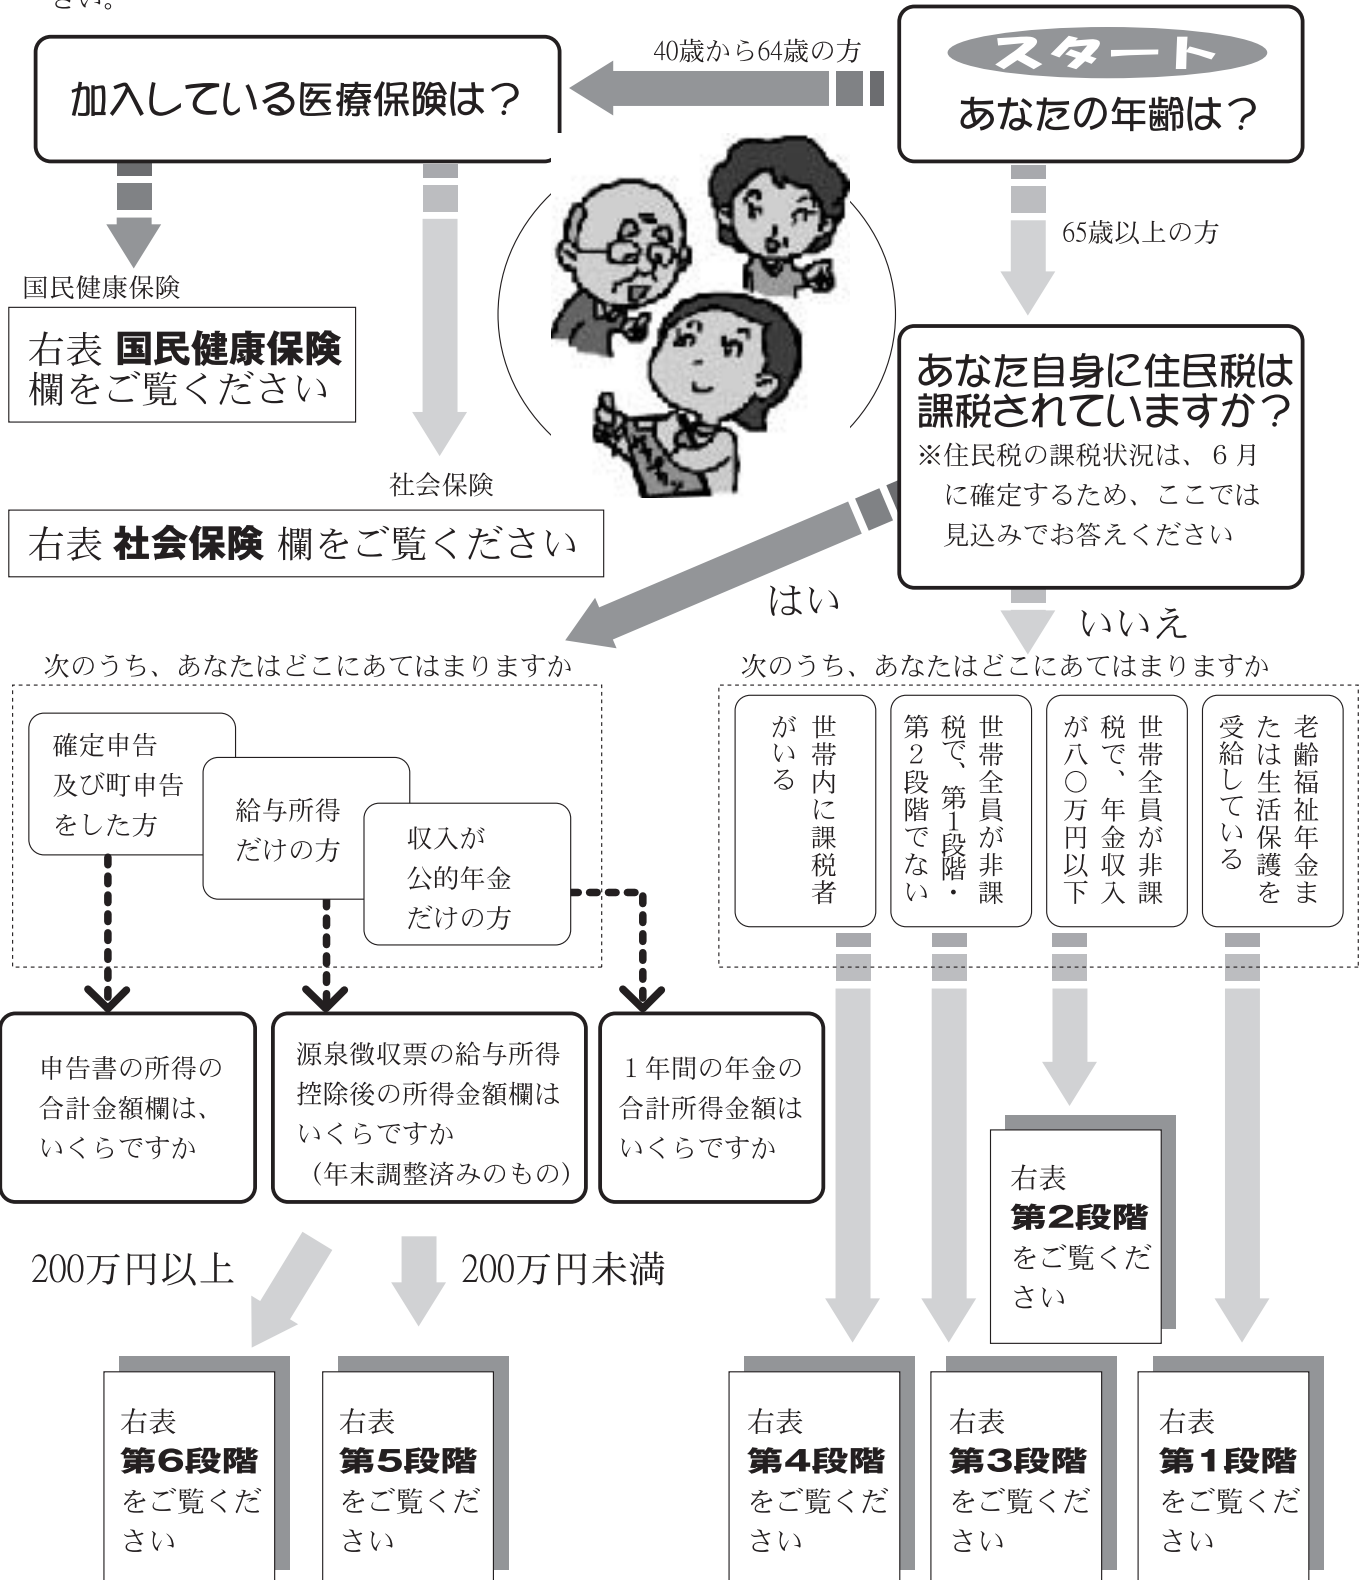 さい。
スタート
あなたの年齢は？
40歳から64歳の方
加入している医療保険は？
国民健康保険
右表 国民健康保険
欄をご覧ください
社会保険
右表 社会保険 欄をご覧ください
65歳以上の方
あなた自身に住民税は
課税されていますか？
※住民税の課税状況は、６月
に確定するため、ここでは
見込みでお答えください
はい
いいえ
次のうち、あなたはどこにあてはまりますか
確定申告
及び町申告
をした方
給与所得
だけの方
収入が
公的年金
だけの方
申告書の所得の
合計金額欄は、
いくらですか
源泉徴収票の給与所得
控除後の所得金額欄は
いくらですか
（年末調整済みのもの）
１年間の年金の
合計所得金額は
いくらですか
200万円以上
200万円未満
右表
第6段階
をご覧くだ
さい
右表
第5段階
をご覧くだ
さい
次のうち、あなたはどこにあてはまりますか
老齢福祉年金ま
たは生活保護を
受給している
世帯全員が非課
税で、年金収入
が八〇万円以下
世帯全員が非課
税で、第1段階・
第２段階でない
世帯内に課税者
がいる
右表
第2段階
をご覧くだ
さい
右表
第4段階
をご覧くだ
さい
右表
第3段階
をご覧くだ
さい
右表
第1段階
をご覧くだ
さい